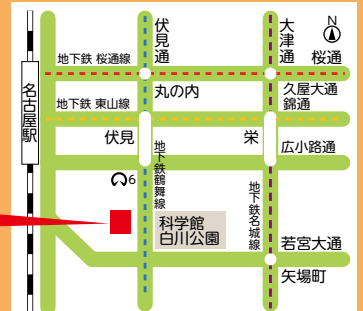 伏見通
大津通
N
桜通
地下鉄 桜通線
丸の内
久屋大通
錦通
名古屋駅
地下鉄 東山線
伏見
栄
広小路通
地下鉄鶴舞線
6
地下鉄名城線
科学館
白川公園
若宮大通
矢場町